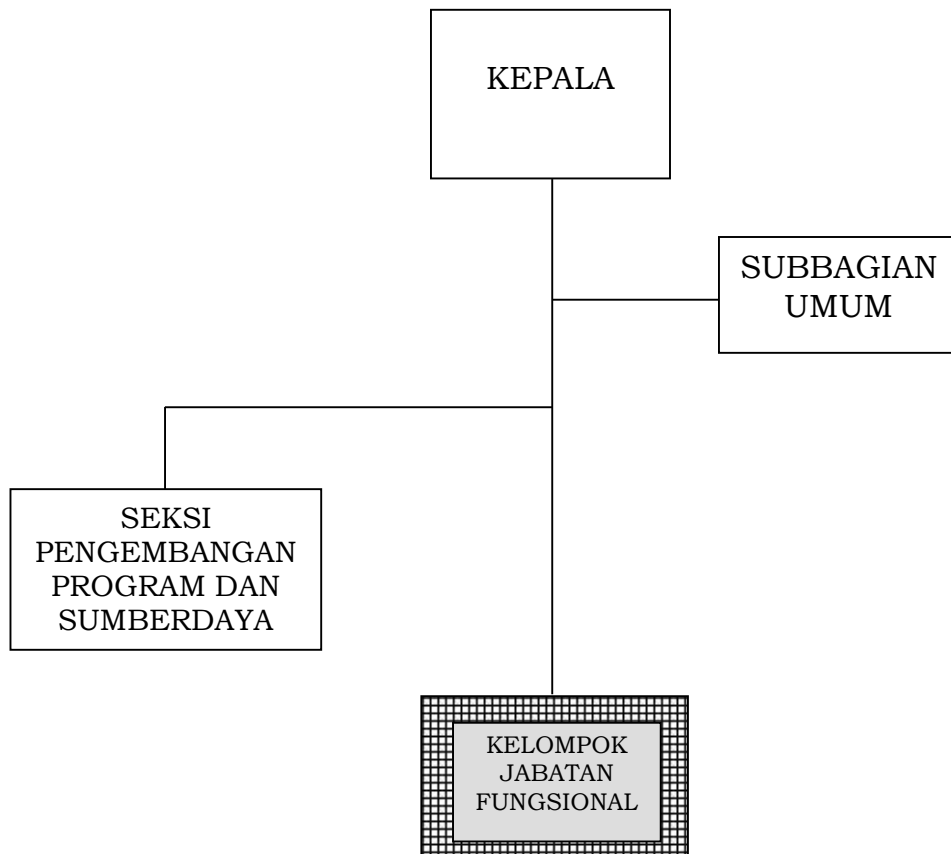 KEPALA
SUBBAGIAN
UMUM
SEKSI
PENGEMBANGAN
PROGRAM DAN
SUMBERDAYA
KELOMPOK
JABATAN
FUNGSIONAL